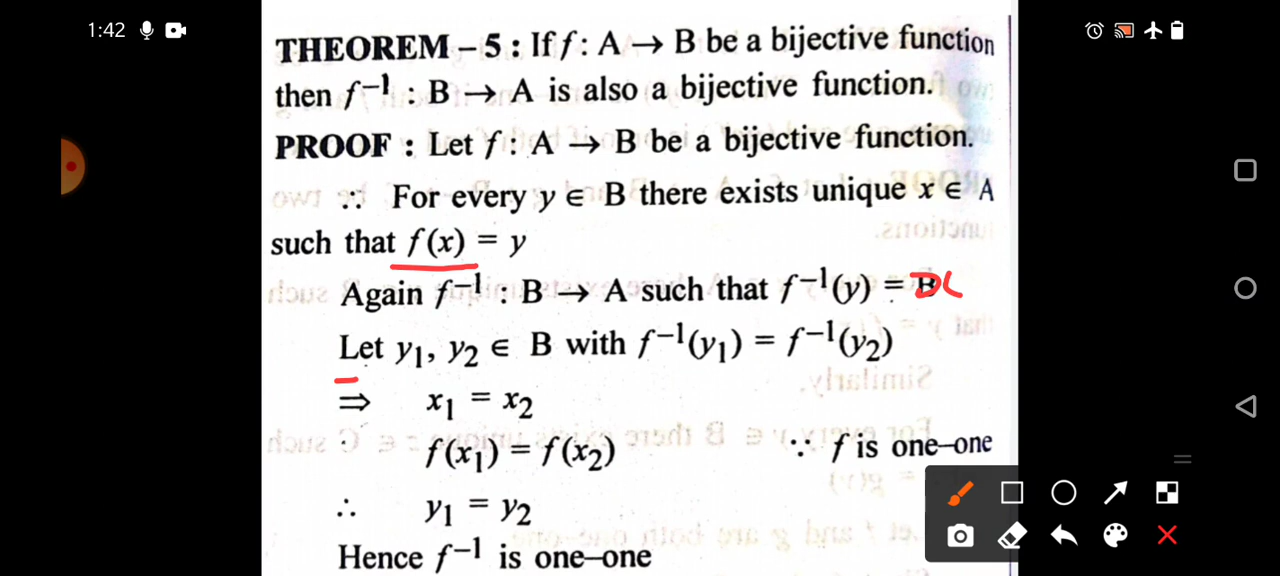 1:42
THEOREM – 5 : If f : A → B be a bijective function
then f⁻¹ : B → A is also a bijective function.
PROOF : Let f : A → B be a bijective function.
∵ For every y ∈ B there exists unique x ∈ A
such that f(x) = y
Again f⁻¹ : B → A such that f⁻¹(y) = B
Let y₁, y₂ ∈ B with f⁻¹(y₁) = f⁻¹(y₂)
⇒ x₁ = x₂
f(x₁) = f(x₂) ∵ f is one–one
∴ y₁ = y₂
Hence f⁻¹ is one–one